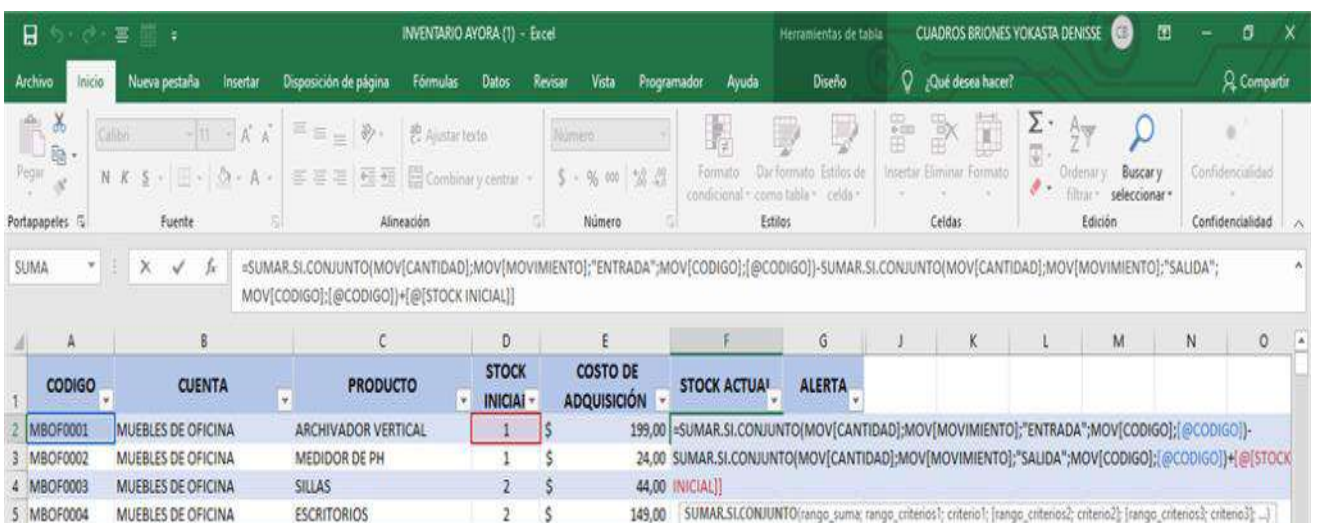 INVENTARIO AYORA (1) - Excel
Herramientas de tabla
CUADROS BRIONES YOKASTA DENISSE CB
Archivo Inicio Nueva pestaña Insertar Disposición de página Fórmulas Datos Revisar Vista Programador Ayuda Diseño ¿Qué desea hacer? Compartir
Pegar
Calibri 11 A A
Ajustar texto
Número
N K S A
Combinar y centrar
$ % 000
Formato condicional
Dar formato como tabla
Estilos de celda
Insertar Eliminar Formato
Ordenar y filtrar
Buscar y seleccionar
Confidencialidad
Portapapeles Fuente Alineación Número Estilos Celdas Edición Confidencialidad
SUMA fx =SUMAR.SI.CONJUNTO(MOV[CANTIDAD];MOV[MOVIMIENTO];"ENTRADA";MOV[CODIGO];[@CODIGO])-SUMAR.SI.CONJUNTO(MOV[CANTIDAD];MOV[MOVIMIENTO];"SALIDA";
MOV[CODIGO];[@CODIGO])+[@[STOCK INICIAL]]
A B C D E F G J K L M N O
1 CODIGO CUENTA PRODUCTO STOCK INICIAL COSTO DE ADQUISICIÓN STOCK ACTUAL ALERTA
2 MBOF0001 MUEBLES DE OFICINA ARCHIVADOR VERTICAL 1 $ 199,00 =SUMAR.SI.CONJUNTO(MOV[CANTIDAD];MOV[MOVIMIENTO];"ENTRADA";MOV[CODIGO];[@CODIGO])-
3 MBOF0002 MUEBLES DE OFICINA MEDIDOR DE PH 1 $ 24,00 SUMAR.SI.CONJUNTO(MOV[CANTIDAD];MOV[MOVIMIENTO];"SALIDA";MOV[CODIGO];[@CODIGO])+[@[STOCK
4 MBOF0003 MUEBLES DE OFICINA SILLAS 2 $ 44,00 INICIAL]]
5 MBOF0004 MUEBLES DE OFICINA ESCRITORIOS 2 $ 149,00 SUMAR.SI.CONJUNTO(rango_suma; rango_criterios1; criterio1; [rango_criterios2; criterio2]; [rango_criterios3; criterio3]; ...)